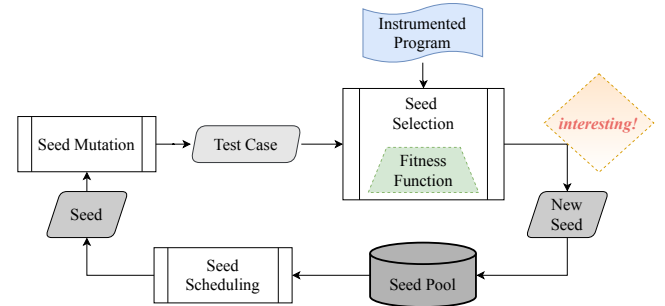 Instrumented
Program
Seed
Selection
interesting!
Seed Mutation
Test Case
Fitness
Function
Seed
New
Seed
Seed
Scheduling
Seed Pool